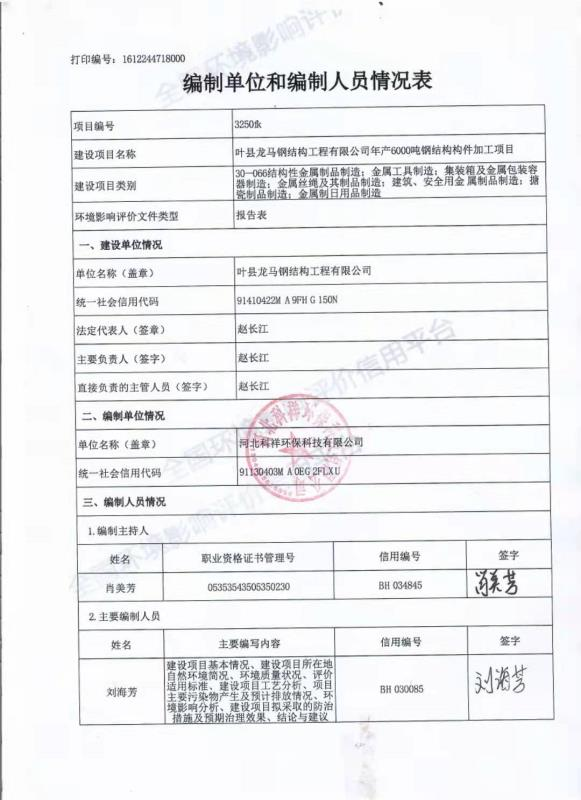 打印编号：1612244718000
编制单位和编制人员情况表
项目编号 3250fk
建设项目名称 叶县龙马钢结构工程有限公司年产6000吨钢结构构件加工项目
建设项目类别 30-066结构性金属制品制造；金属工具制造；集装箱及金属包装容
器制造；金属丝绳及其制品制造；建筑、安全用金属制品制造；搪
瓷制品制造；金属制日用品制造
环境影响评价文件类型 报告表
一、建设单位情况
单位名称（盖章） 叶县龙马钢结构工程有限公司
统一社会信用代码 91410422MA9FHG150N
法定代表人（签章） 赵长江
主要负责人（签字） 赵长江
直接负责的主管人员（签字） 赵长江
二、编制单位情况
单位名称（盖章） 河北科祥环保科技有限公司
统一社会信用代码 91130403MA0EG2FLXU
三、编制人员情况
1.编制主持人
姓名 职业资格证书管理号 信用编号 签字
肖美芳 05353543505350230 BH034845 肖美芳
2.主要编制人员
姓名 主要编写内容 信用编号 签字
刘海芳 建设项目基本情况、建设项目所在地
自然环境简况、环境质量状况、评价
适用标准、建设项目工艺分析、项目
主要污染物产生及预计排放情况、环
境影响分析、建设项目拟采取的防治
措施及预期治理效果、结论与建议
BH030085 刘海芳